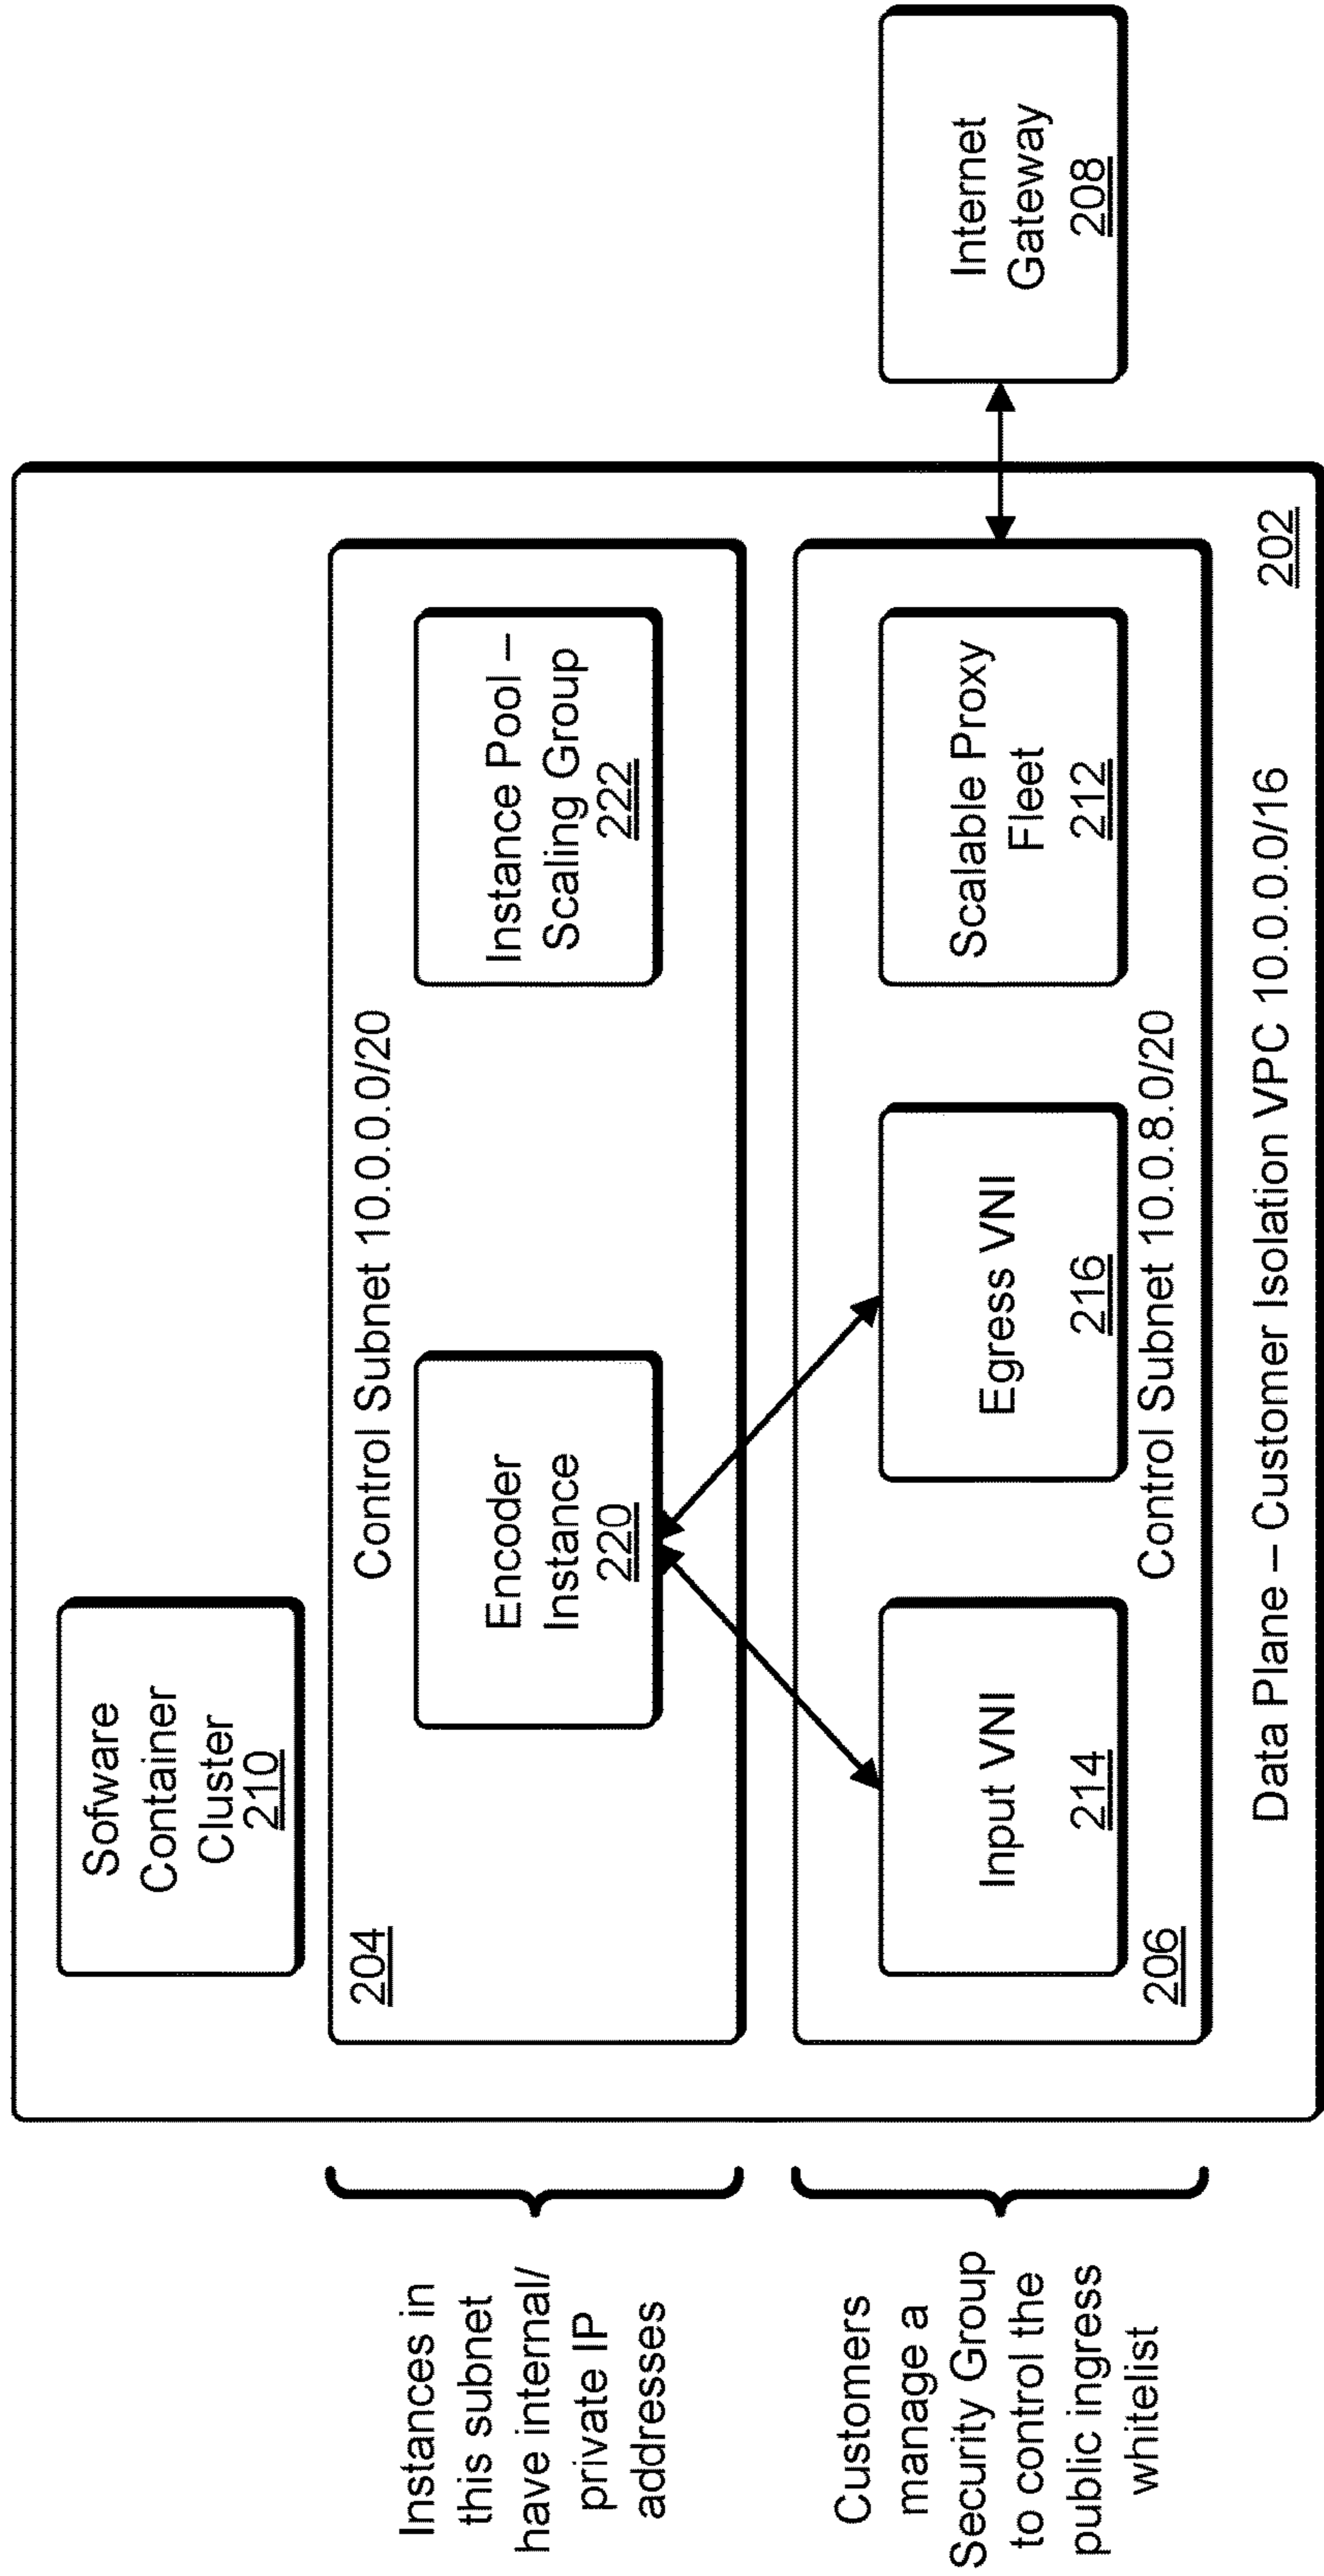 Sofware
Container
Cluster
210
204
Control Subnet 10.0.0.0/20
Encoder
Instance
220
Instance Pool –
Scaling Group
222
Instances in
this subnet
have internal/
private IP
addresses
Input VNI
214
Egress VNI
216
Scalable Proxy
Fleet
212
206
Control Subnet 10.0.8.0/20
Customers
manage a
Security Group
to control the
public ingress
whitelist
Internet
Gateway
208
Data Plane – Customer Isolation VPC 10.0.0.0/16
202